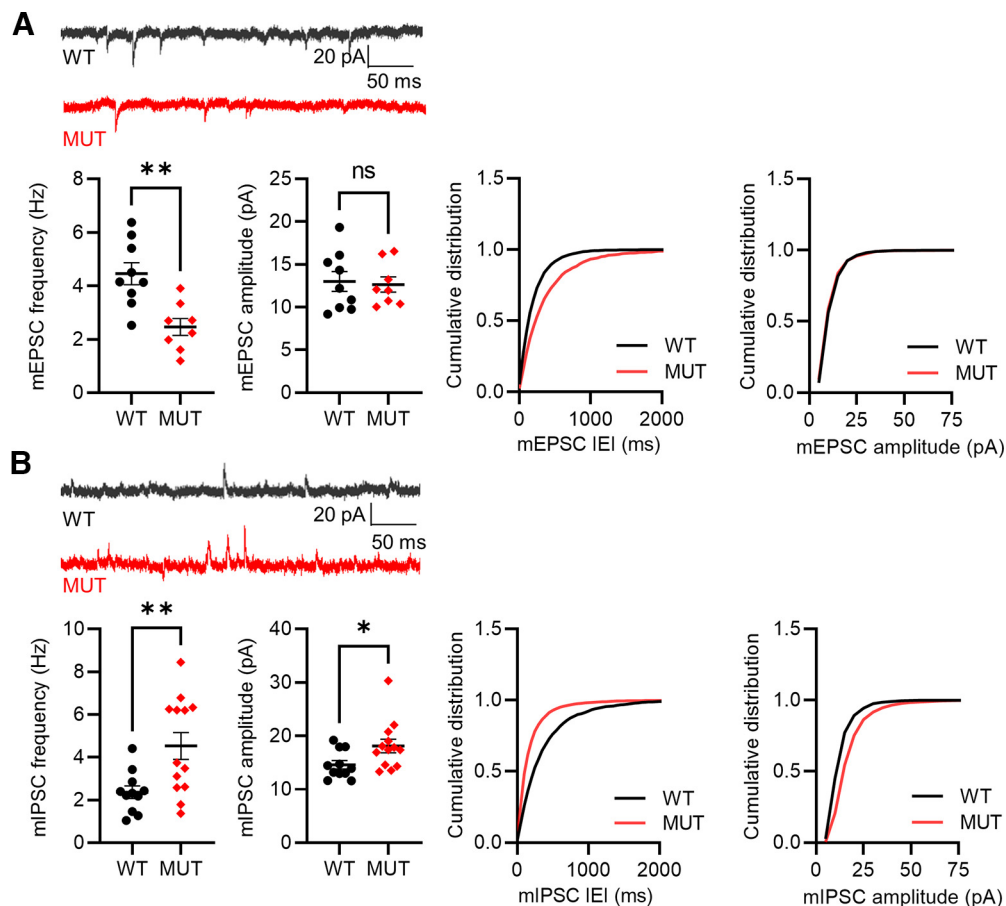 A
WT
20 pA
50 ms
MUT
mEPSC frequency (Hz)
8
6
4
2
0
**
WT MUT
mEPSC amplitude (pA)
25
20
15
10
5
0
ns
WT MUT
Cumulative distribution
1.5
1.0
0.5
0.0
WT
MUT
0 1000 2000
mEPSC IEI (ms)
Cumulative distribution
1.5
1.0
0.5
0.0
WT
MUT
0 25 50 75
mEPSC amplitude (pA)
B
WT
20 pA
50 ms
MUT
mIPSC frequency (Hz)
10
8
6
4
2
0
**
WT MUT
mIPSC amplitude (pA)
40
30
20
10
0
*
WT MUT
Cumulative distribution
1.5
1.0
0.5
0.0
WT
MUT
0 1000 2000
mIPSC IEI (ms)
Cumulative distribution
1.5
1.0
0.5
0.0
WT
MUT
0 25 50 75
mIPSC amplitude (pA)